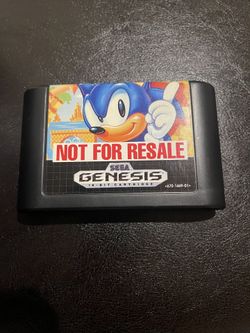 NOT FOR RESALE
SEGA
GENESIS
16-BIT CARTRIDGE